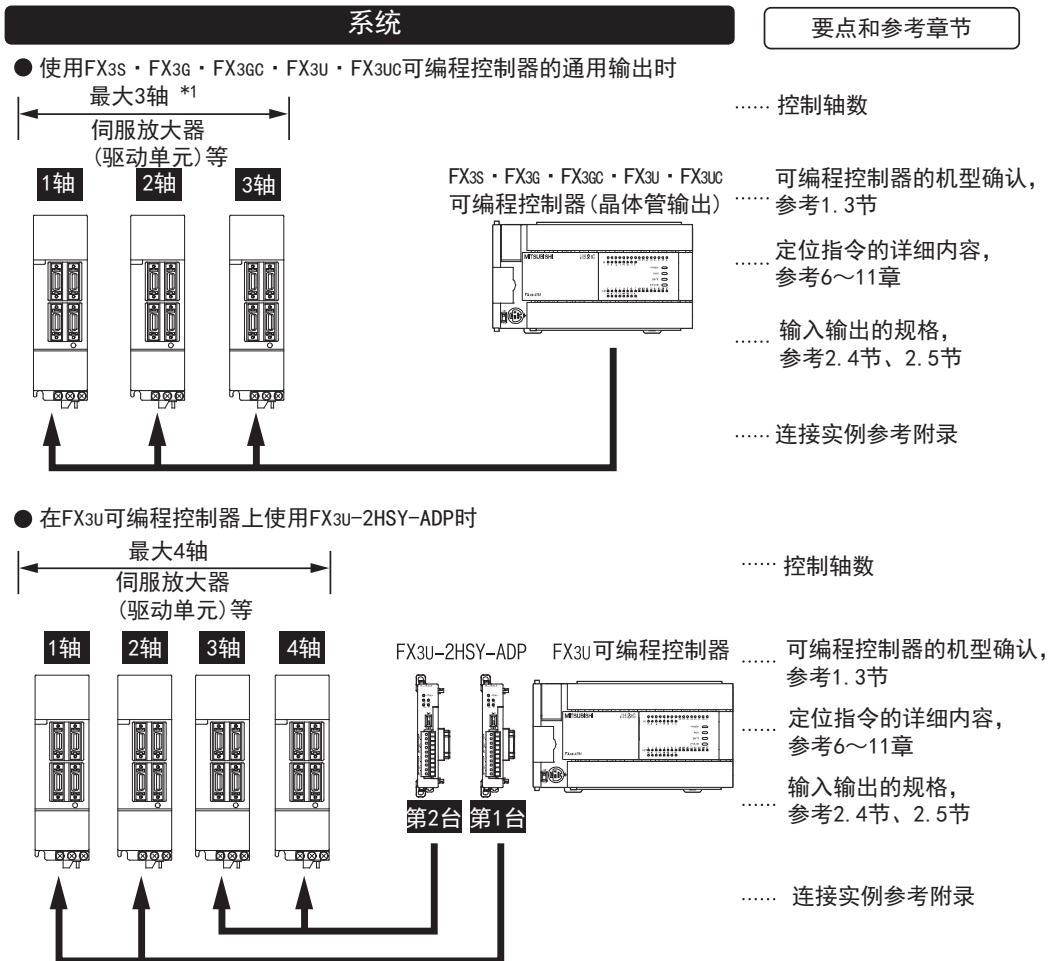 系统
要点和参考章节
● 使用FX3S・FX3G・FX3GC・FX3U・FX3UC可编程控制器的通用输出时
最大3轴 *1
伺服放大器
(驱动单元)等
1轴
2轴
3轴
FX3S・FX3G・FX3GC・FX3U・FX3UC
可编程控制器(晶体管输出)
MITSUBISHI
…… 控制轴数
…… 可编程控制器的机型确认,
参考1.3节
…… 定位指令的详细内容,
参考6～11章
…… 输入输出的规格,
参考2.4节、2.5节
…… 连接实例参考附录
● 在FX3U可编程控制器上使用FX3U-2HSY-ADP时
最大4轴
伺服放大器
(驱动单元)等
1轴
2轴
3轴
4轴
FX3U-2HSY-ADP
FX3U可编程控制器
MITSUBISHI
第2台
第1台
…… 控制轴数
…… 可编程控制器的机型确认,
参考1.3节
…… 定位指令的详细内容,
参考6～11章
…… 输入输出的规格,
参考2.4节、2.5节
…… 连接实例参考附录